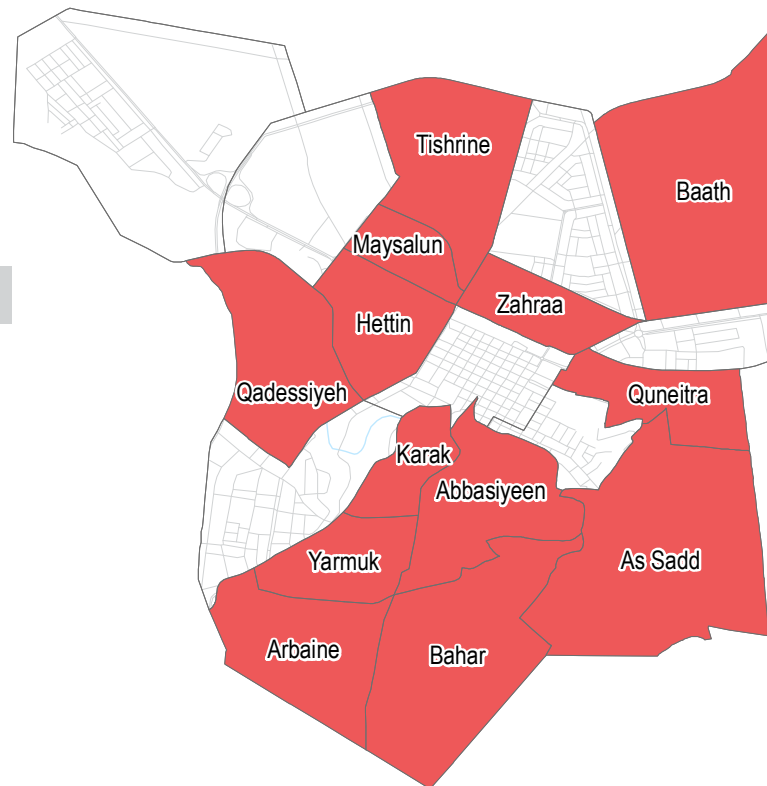 Tishrine
Baath
Maysalun
Zahraa
Hettin
Qadessiyeh
Quneitra
Karak
Abbasiyeen
Yarmuk
As Sadd
Arbaine
Bahar